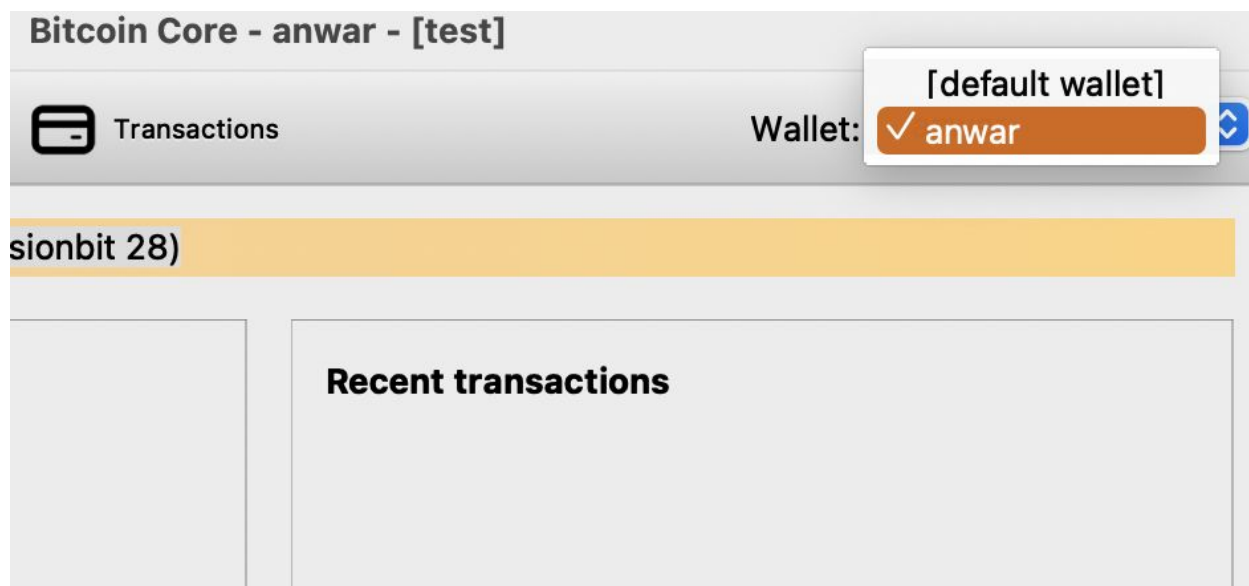 Bitcoin Core - anwar - [test]
[default wallet]
Transactions
Wallet:
✓ anwar
sionbit 28)
Recent transactions